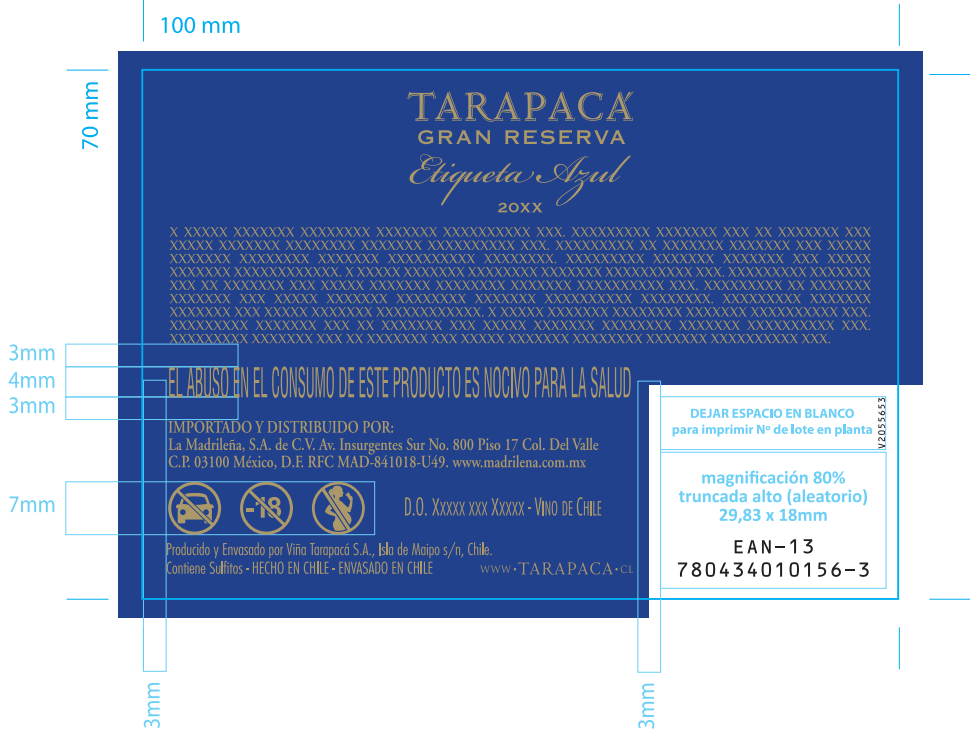 100 mm
70 mm
TARAPACÁ
GRAN RESERVA
Etiqueta Azul
20XX
X XXXXX XXXXXXX XXXXXXXX XXXXXXX XXXXXXXXXX XXX. XXXXXXXXX XXXXXXX XXX XX XXXXXXX XXX
XXXXX XXXXXXX XXXXXXXX XXXXXXX XXXXXXXXXX XXX. XXXXXXXXX XX XXXXXXX XXXXXXX XXX XXXXX
XXXXXXX XXXXXXXX XXXXXXX XXXXXXXXXX XXXXXXXX. XXXXXXXXX XXXXXXXX XXXXXXX XXX XXXXX
XXXXXXX XXXXXXXXXXXX. X XXXXX XXXXXXX XXXXXXXX XXXXXXX XXXXXXXXXX XXX. XXXXXXXXX XXXXXXX
XXX XX XXXXXXX XXX XXX XXXXXXX XXXXXXXX XXXXXXX XXXXXXXXXX XXX. XXXXXXXXX XX XXXXXXX
XXXXXXX XXX XXXXX XXXXXXX XXXXXXXX XXXXXXX XXXXXXXXXX XXXXXXXX. XXXXXXXXX XXXXXXXX
XXXXXXX XXX XXXXX XXXXXXX XXXXXXXXXXXX. X XXXXX XXXXXXX XXXXXXXX XXXXXXX XXXXXXXXXX XXX.
XXXXXXXXX XXXXXXX XXX XX XXXXXXX XXX X XXXXX XXXXXXX XXXXXXXX XXXXXXX XXXXXXXXXX XXX.
XXXXXXXXX XXXXXXX XXX XX XXXXXXX XXX XXXXX XXXXXXX XXXXXXXX XXXXXXX XXXXXXXXXX XXX.
3mm
4mm
3mm
EL ABUSO EN EL CONSUMO DE ESTE PRODUCTO ES NOCIVO PARA LA SALUD
IMPORTADO Y DISTRIBUIDO POR:
La Madrileña, S.A. de C.V. Av. Insurgentes Sur No. 800 Piso 17 Col. Del Valle
C.P. 03100 México, D.F. RFC MAD-841018-U49. www.madrilena.com.mx
7mm
-18
D.O. XXXXXX XXX XXXXX - VINO DE CHILE
Producido y Envasado por Viña Tarapacá S.A., Isla de Maipo s/n, Chile.
Contiene Sulfitos - HECHO EN CHILE - ENVASADO EN CHILE
WWW·TARAPACA·CL
DEJAR ESPACIO EN BLANCO
para imprimir Nº de lote en planta
V2055653
magnificación 80%
truncada alto (aleatorio)
29,83 x 18mm
EAN-13
780434010156-3
3mm
3mm